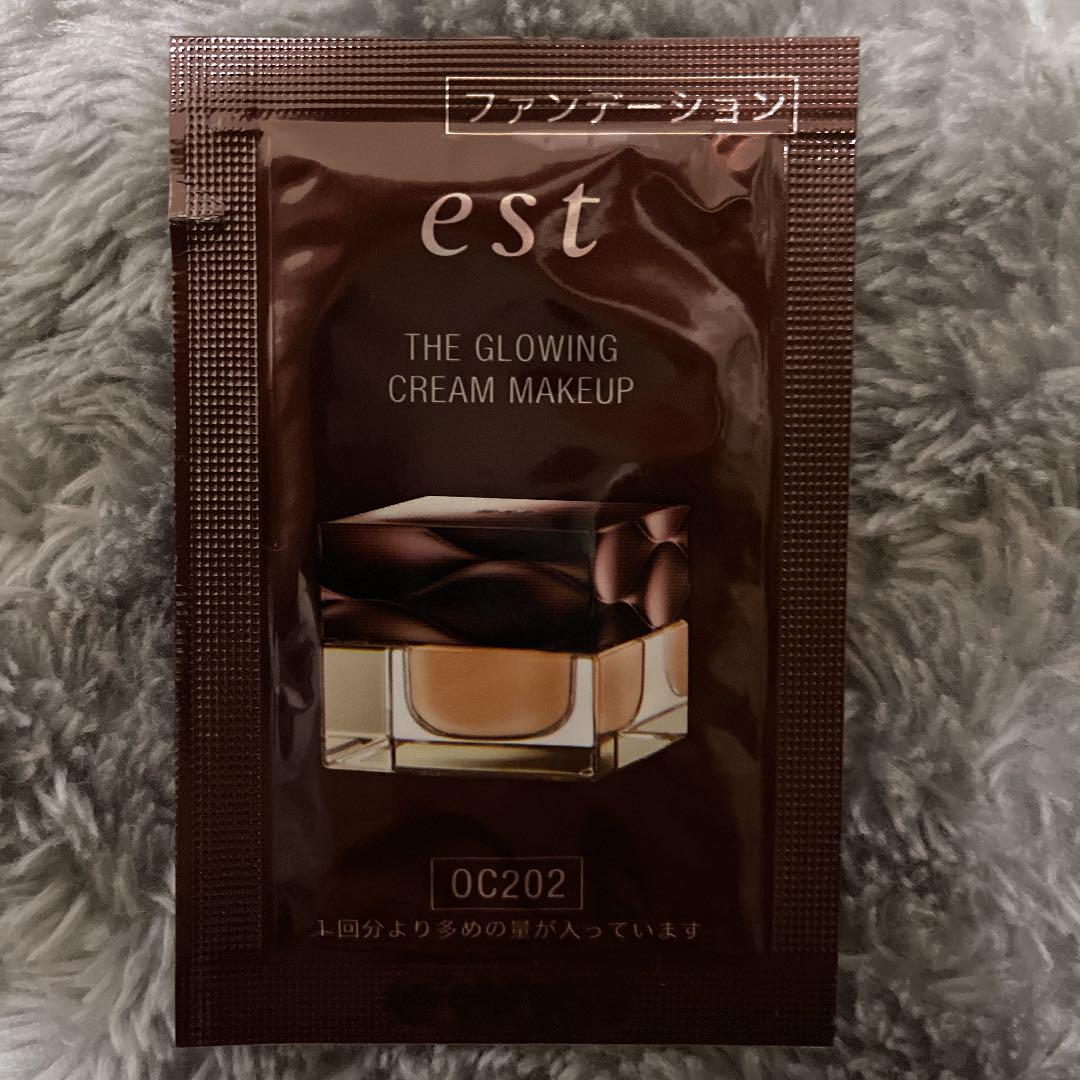 ファンデーション
est
THE GLOWING
CREAM MAKEUP
OC202
1回分より多めの量が入っています